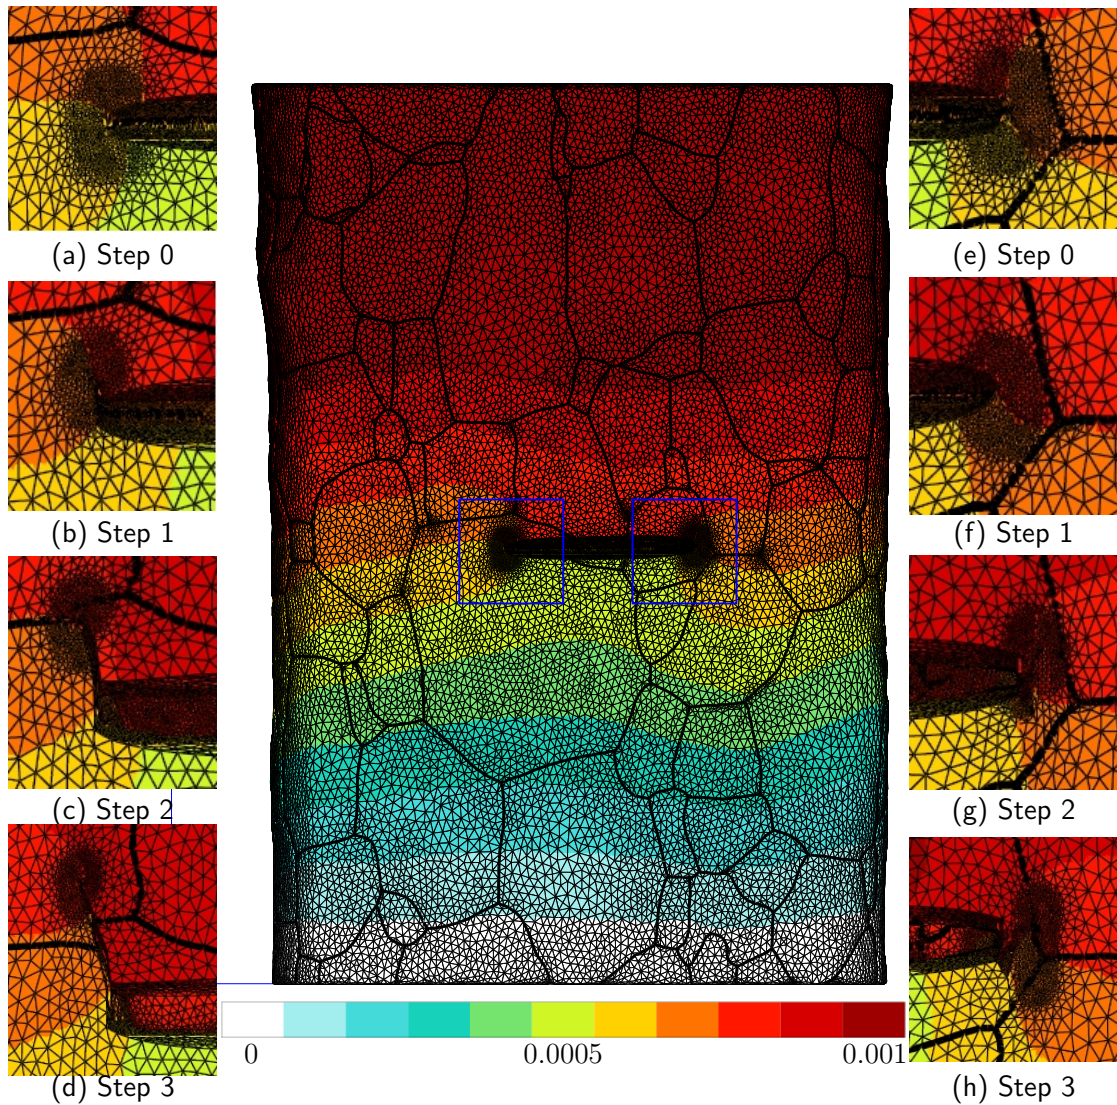 (a) Step 0
(e) Step 0
(b) Step 1
(f) Step 1
(c) Step 2
(g) Step 2
(d) Step 3
(h) Step 3
0 0.0005 0.001